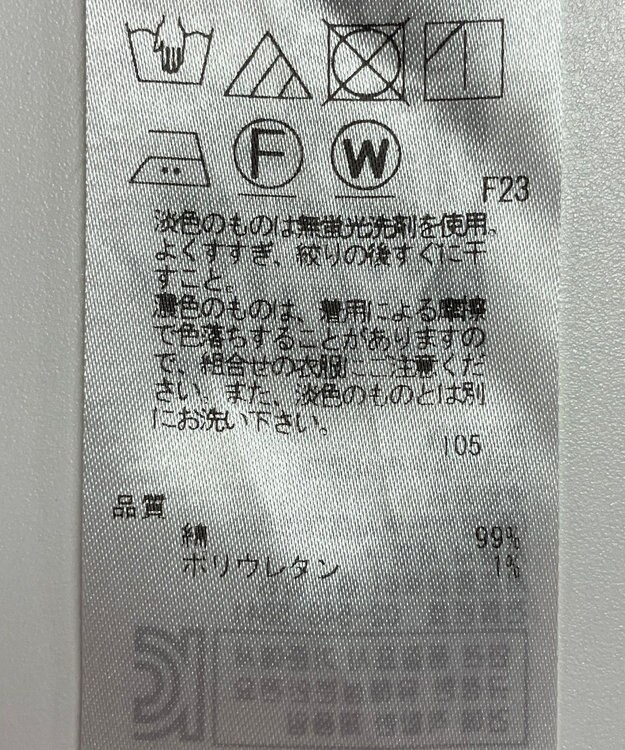 F W
F23
淡色のものは無蛍光洗剤を使用。
よくすすぎ、絞りの後すぐに干
すこと。
濃色のものは、着用による摩擦
で色落ちすることがありますの
で、組合せの衣服にご注意くだ
さい。また、淡色のものとは別
にお洗い下さい。
105
品質
綿 99%
ポリウレタン 1%